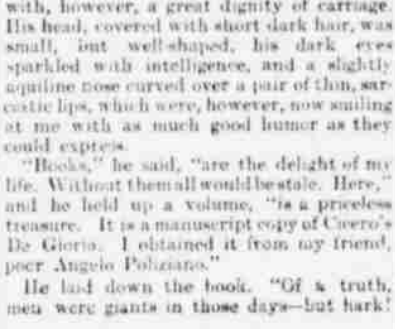 with, however, a great dignity of carriage.
His head, covered with short dark hair, was
small, but well-shaped, his dark eyes
sparkled with intelligence, and a slightly
aquiline nose curved over a pair of thin, sar-
castic lips, which were, however, now smiling
at me with as much good humor as they
could express.
"Books," he said, "are the delight of my
life. Without them all would be stale. Here,"
and he held up a volume, "is a priceless
treasure. It is a manuscript copy of Cicero's
De Gloria. I obtained it from my friend,
poor Angelo Poliziano."
He laid down the book. "Of a truth,
men were giants in those days—but hark!